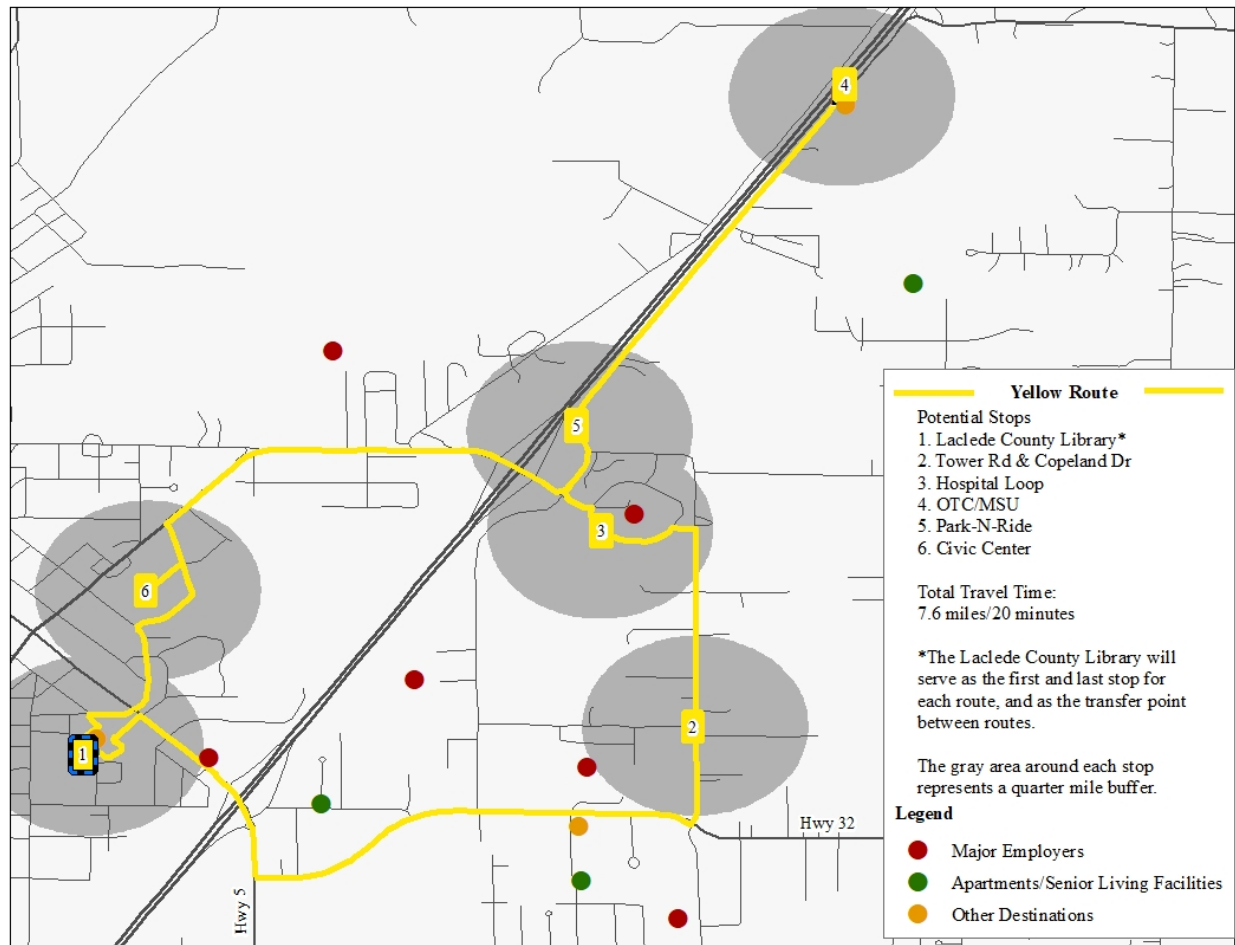 4
5
3
6
2
1
Hwy 32
Hwy 5
Yellow Route
Potential Stops
1. Laclede County Library*
2. Tower Rd & Copeland Dr
3. Hospital Loop
4. OTC/MSU
5. Park-N-Ride
6. Civic Center
Total Travel Time:
7.6 miles/20 minutes
*The Laclede County Library will
serve as the first and last stop for
each route, and as the transfer point
between routes.
The gray area around each stop
represents a quarter mile buffer.
Legend
Major Employers
Apartments/Senior Living Facilities
Other Destinations